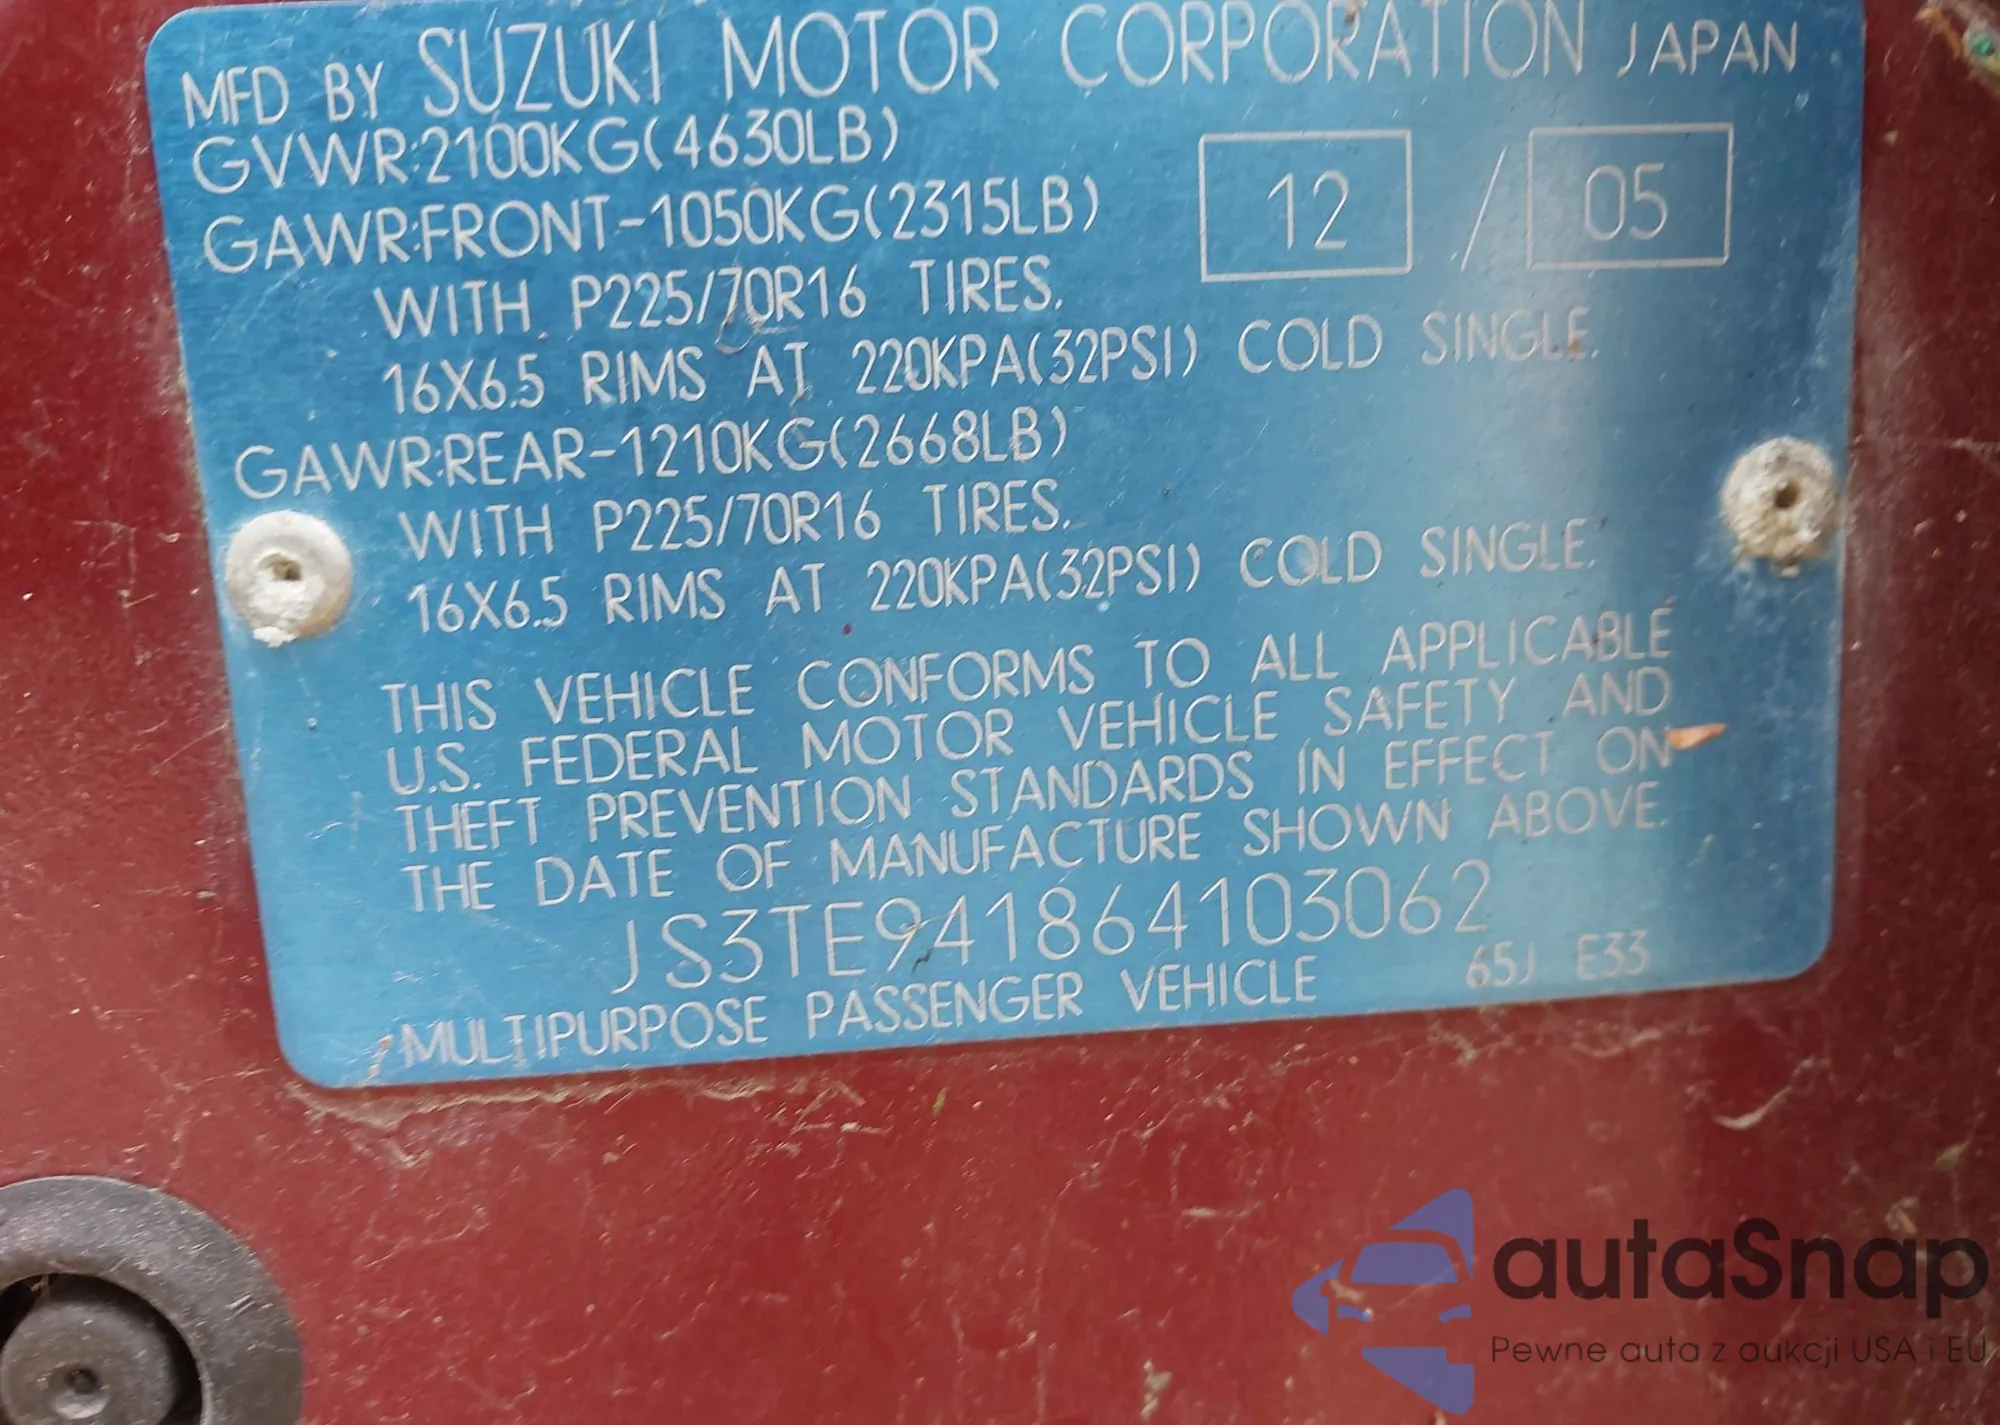 MFD BY SUZUKI MOTOR CORPORATION JAPAN
GVWR:2100KG(4630LB)
12 / 05
GAWR:FRONT-1050KG(2315LB)
WITH P225/70R16 TIRES.
16X6.5 RIMS AT 220KPA(32PSI) COLD SINGLE.
GAWR:REAR-1210KG(2668LB)
WITH P225/70R16 TIRES.
16X6.5 RIMS AT 220KPA(32PSI) COLD SINGLE.
THIS VEHICLE CONFORMS TO ALL APPLICABLE
U.S. FEDERAL MOTOR VEHICLE SAFETY AND
THEFT PREVENTION STANDARDS IN EFFECT ON
THE DATE OF MANUFACTURE SHOWN ABOVE.
JS3TE941864103062
MULTIPURPOSE PASSENGER VEHICLE 65J E33
autaSnap
Pewne auta z aukcji USA i EU